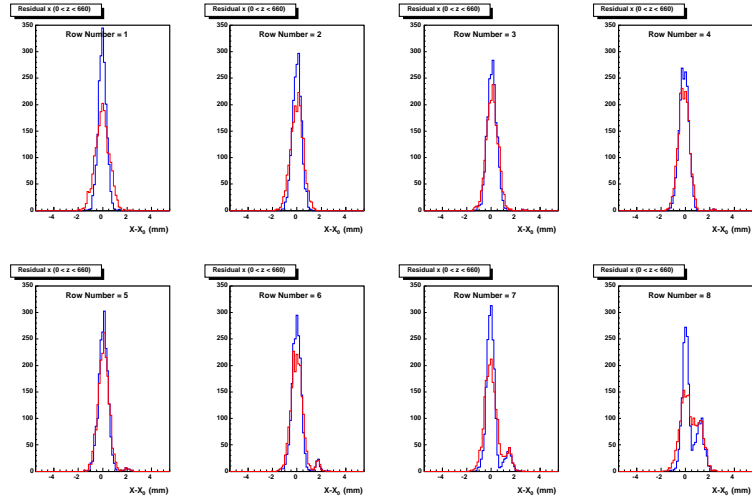 Residual x (0 < z < 660)
Row Number = 1
350
300
250
200
150
100
50
0
-4 -2 0 2 4
X-X0 (mm)
Residual x (0 < z < 660)
Row Number = 2
350
300
250
200
150
100
50
0
-4 -2 0 2 4
X-X0 (mm)
Residual x (0 < z < 660)
Row Number = 3
350
300
250
200
150
100
50
0
-4 -2 0 2 4
X-X0 (mm)
Residual x (0 < z < 660)
Row Number = 4
350
300
250
200
150
100
50
0
-4 -2 0 2 4
X-X0 (mm)
Residual x (0 < z < 660)
Row Number = 5
350
300
250
200
150
100
50
0
-4 -2 0 2 4
X-X0 (mm)
Residual x (0 < z < 660)
Row Number = 6
350
300
250
200
150
100
50
0
-4 -2 0 2 4
X-X0 (mm)
Residual x (0 < z < 660)
Row Number = 7
350
300
250
200
150
100
50
0
-4 -2 0 2 4
X-X0 (mm)
Residual x (0 < z < 660)
Row Number = 8
350
300
250
200
150
100
50
0
-4 -2 0 2 4
X-X0 (mm)